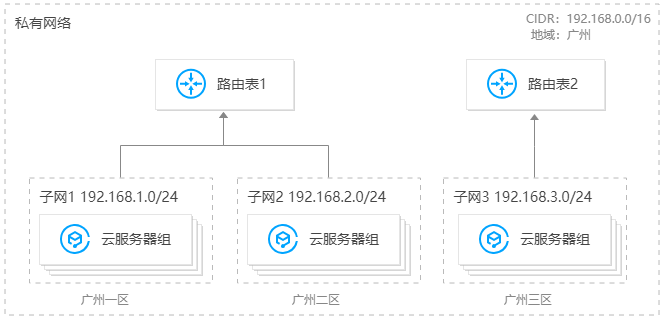 私有网络
CIDR：192.168.0.0/16
地域：广州
路由表1
路由表2
子网1 192.168.1.0/24
子网2 192.168.2.0/24
子网3 192.168.3.0/24
云服务器组
云服务器组
云服务器组
广州一区
广州二区
广州三区